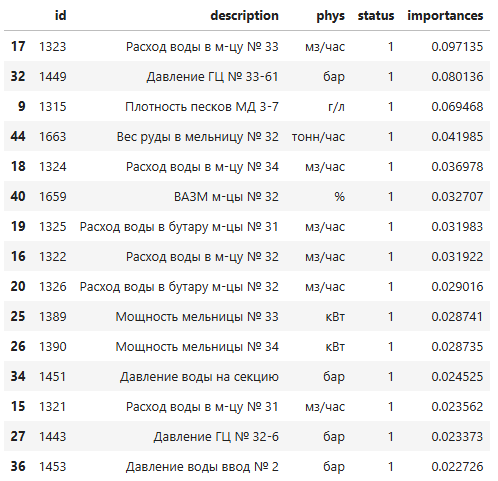 id description phys status importances
17 1323 Расход воды в м-цу № 33 мз/час 1 0.097135
32 1449 Давление ГЦ № 33-61 бар 1 0.080136
9 1315 Плотность песков МД 3-7 г/л 1 0.069468
44 1663 Вес руды в мельницу № 32 тонн/час 1 0.041985
18 1324 Расход воды в м-цу № 34 мз/час 1 0.036978
40 1659 ВАЗМ м-цы № 32 % 1 0.032707
19 1325 Расход воды в бутару м-цы № 31 мз/час 1 0.031983
16 1322 Расход воды в м-цу № 32 мз/час 1 0.031922
20 1326 Расход воды в бутару м-цы № 32 мз/час 1 0.029016
25 1389 Мощность мельницы № 33 кВт 1 0.028741
26 1390 Мощность мельницы № 34 кВт 1 0.028735
34 1451 Давление воды на секцию бар 1 0.024525
15 1321 Расход воды в м-цу № 31 мз/час 1 0.023562
27 1443 Давление ГЦ № 32-6 бар 1 0.023373
36 1453 Давление воды ввод № 2 бар 1 0.022726